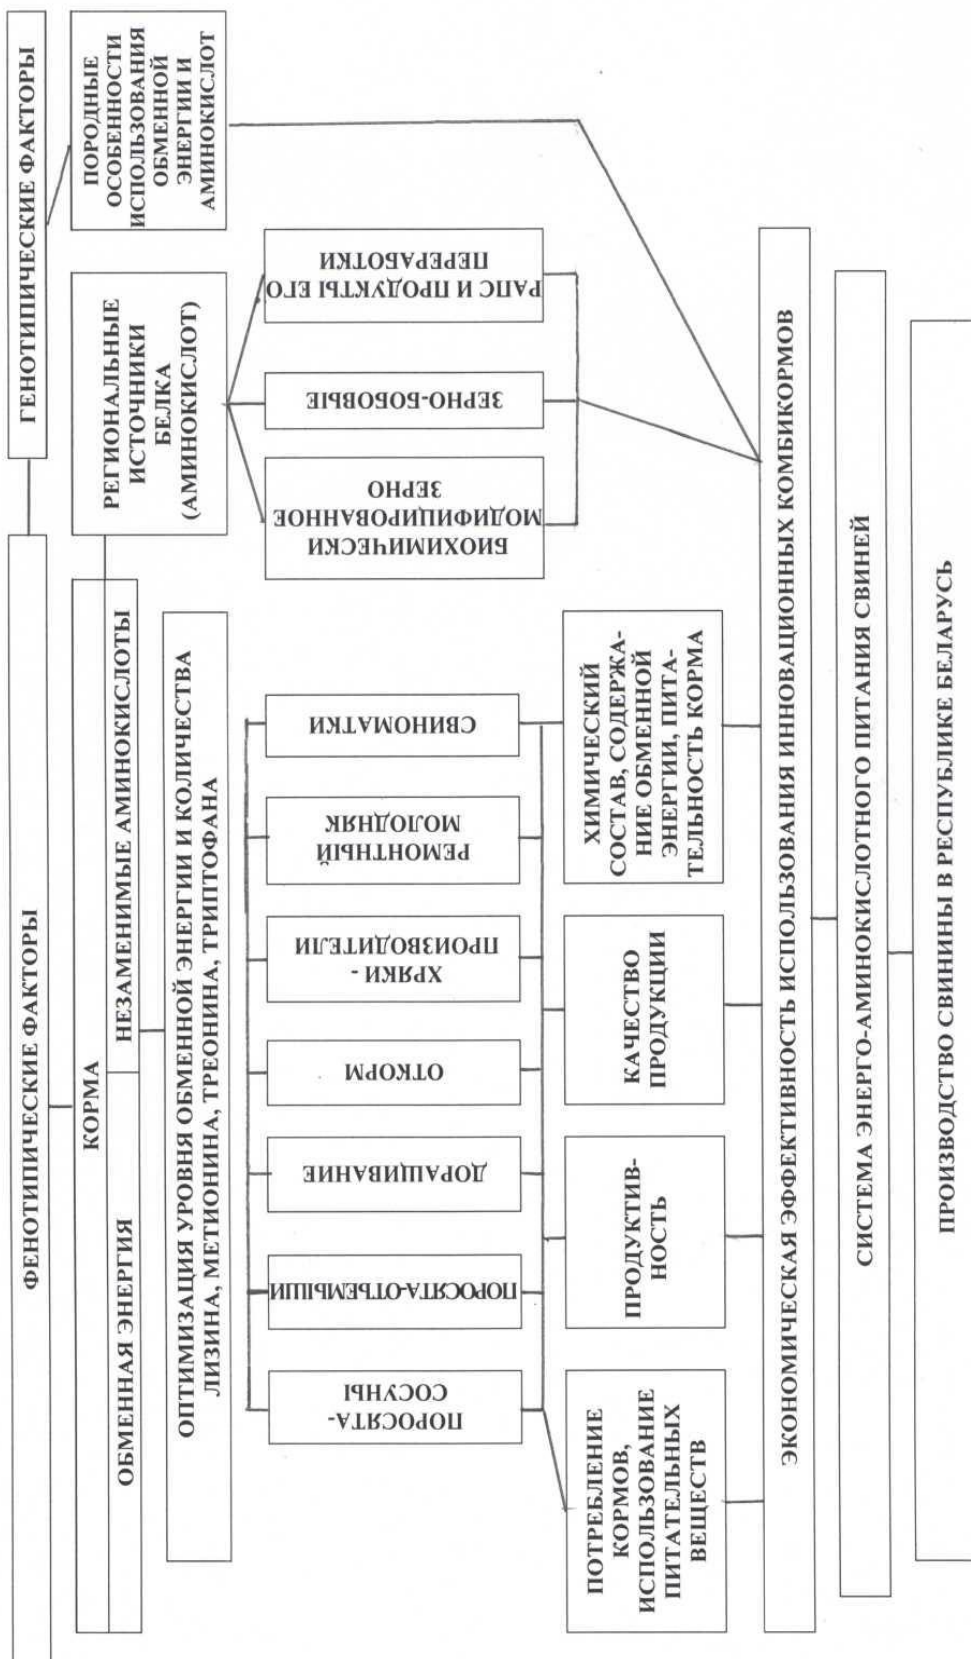 ФЕНОТИПИЧЕСКИЕ ФАКТОРЫ
ГЕНОТИПИЧЕСКИЕ ФАКТОРЫ
КОРМА
ОБМЕННАЯ ЭНЕРГИЯ
НЕЗАМЕНИМЫЕ АМИНОКИСЛОТЫ
РЕГИОНАЛЬНЫЕ
ИСТОЧНИКИ
БЕЛКА
(АМИНОКИСЛОТ)
ПОРОДНЫЕ
ОСОБЕННОСТИ
ИСПОЛЬЗОВАНИЯ
ОБМЕННОЙ
ЭНЕРГИИ И
АМИНОКИСЛОТ
ОПТИМИЗАЦИЯ УРОВНЯ ОБМЕННОЙ ЭНЕРГИИ И КОЛИЧЕСТВА
ЛИЗИНА, МЕТИОНИНА, ТРЕОНИНА, ТРИПТОФАНА
ПОРОСЯТА-
СОСУНЫ
ПОРОСЯТА-ОТЪЕМЫШИ
ДОРАЩИВАНИЕ
ОТКОРМ
ХРЯКИ -
ПРОИЗВОДИТЕЛИ
РЕМОНТНЫЙ
МОЛОДНЯК
СВИНОМАТКИ
БИОХИМИЧЕСКИ
МОДИФИЦИРОВАННОЕ
ЗЕРНО
ЗЕРНО-БОБОВЫЕ
РАПС И ПРОДУКТЫ ЕГО
ПЕРЕРАБОТКИ
ПОТРЕБЛЕНИЕ
КОРМОВ,
ИСПОЛЬЗОВАНИЕ
ПИТАТЕЛЬНЫХ
ВЕЩЕСТВ
ПРОДУКТИВ-
НОСТЬ
КАЧЕСТВО
ПРОДУКЦИИ
ХИМИЧЕСКИЙ
СОСТАВ, СОДЕРЖА-
НИЕ ОБМЕННОЙ
ЭНЕРГИИ, ПИТА-
ТЕЛЬНОСТЬ КОРМА
ЭКОНОМИЧЕСКАЯ ЭФФЕКТИВНОСТЬ ИСПОЛЬЗОВАНИЯ ИННОВАЦИОННЫХ КОМБИКОРМОВ
СИСТЕМА ЭНЕРГО-АМИНОКИСЛОТНОГО ПИТАНИЯ СВИНЕЙ
ПРОИЗВОДСТВО СВИНИНЫ В РЕСПУБЛИКЕ БЕЛАРУСЬ